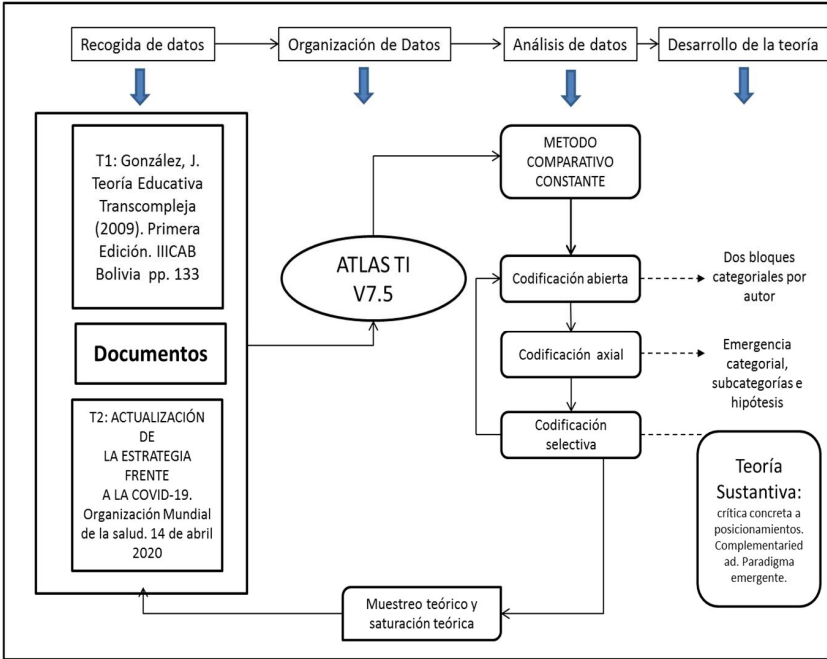 Recogida de datos
Organización de Datos
Análisis de datos
Desarrollo de la teoría
T1: González, J.
Teoría Educativa
Transcompleja
(2009). Primera
Edición. IIICAB
Bolivia pp. 133
Documentos
T2: ACTUALIZACIÓN
DE
LA ESTRATEGIA
FRENTE
A LA COVID-19.
Organización Mundial
de la salud. 14 de abril
2020
ATLAS TI
V7.5
METODO
COMPARATIVO
CONSTANTE
Codificación abierta
Codificación axial
Codificación
selectiva
Dos bloques
categoriales por
autor
Emergencia
categorial,
subcategorías e
hipótesis
Teoría
Sustantiva:
crítica concreta a
posicionamientos.
Complementaried
ad. Paradigma
emergente.
Muestreo teórico y
saturación teórica